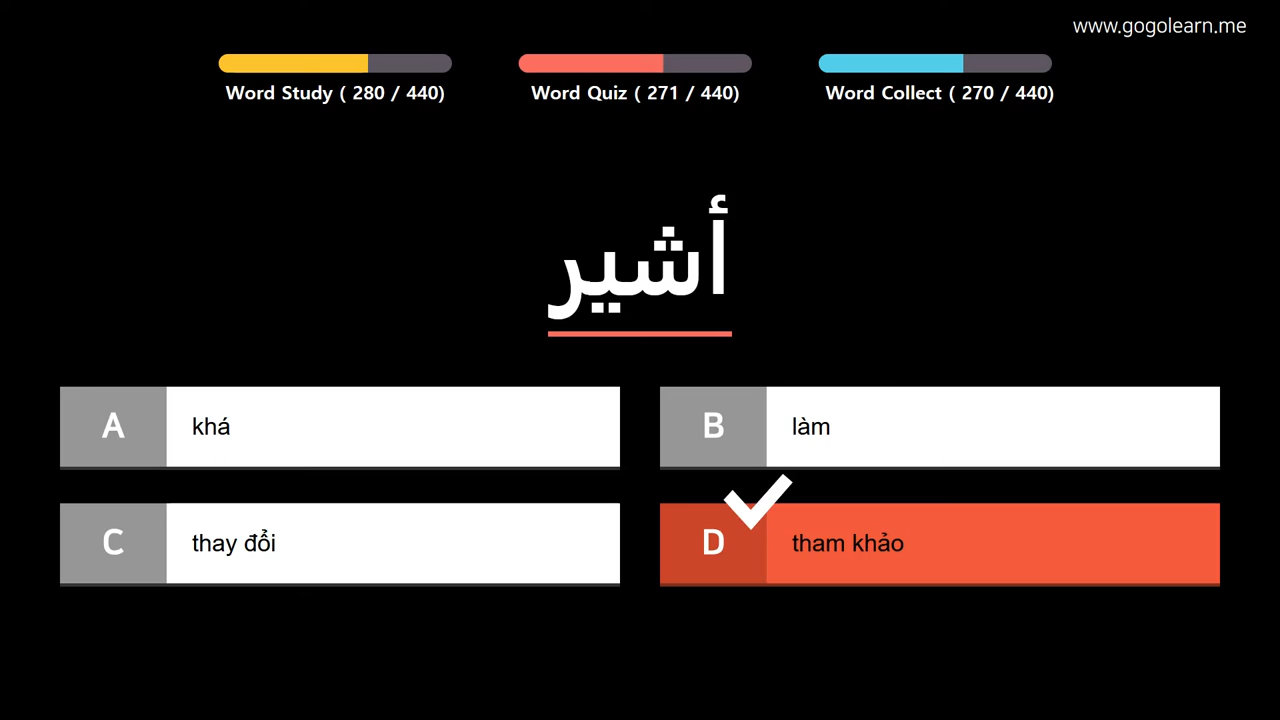 www.gogolearn.me
Word Study ( 280 / 440)
Word Quiz ( 271 / 440)
Word Collect ( 270 / 440)
أشير
A khá
B làm
C thay đổi
D tham khảo